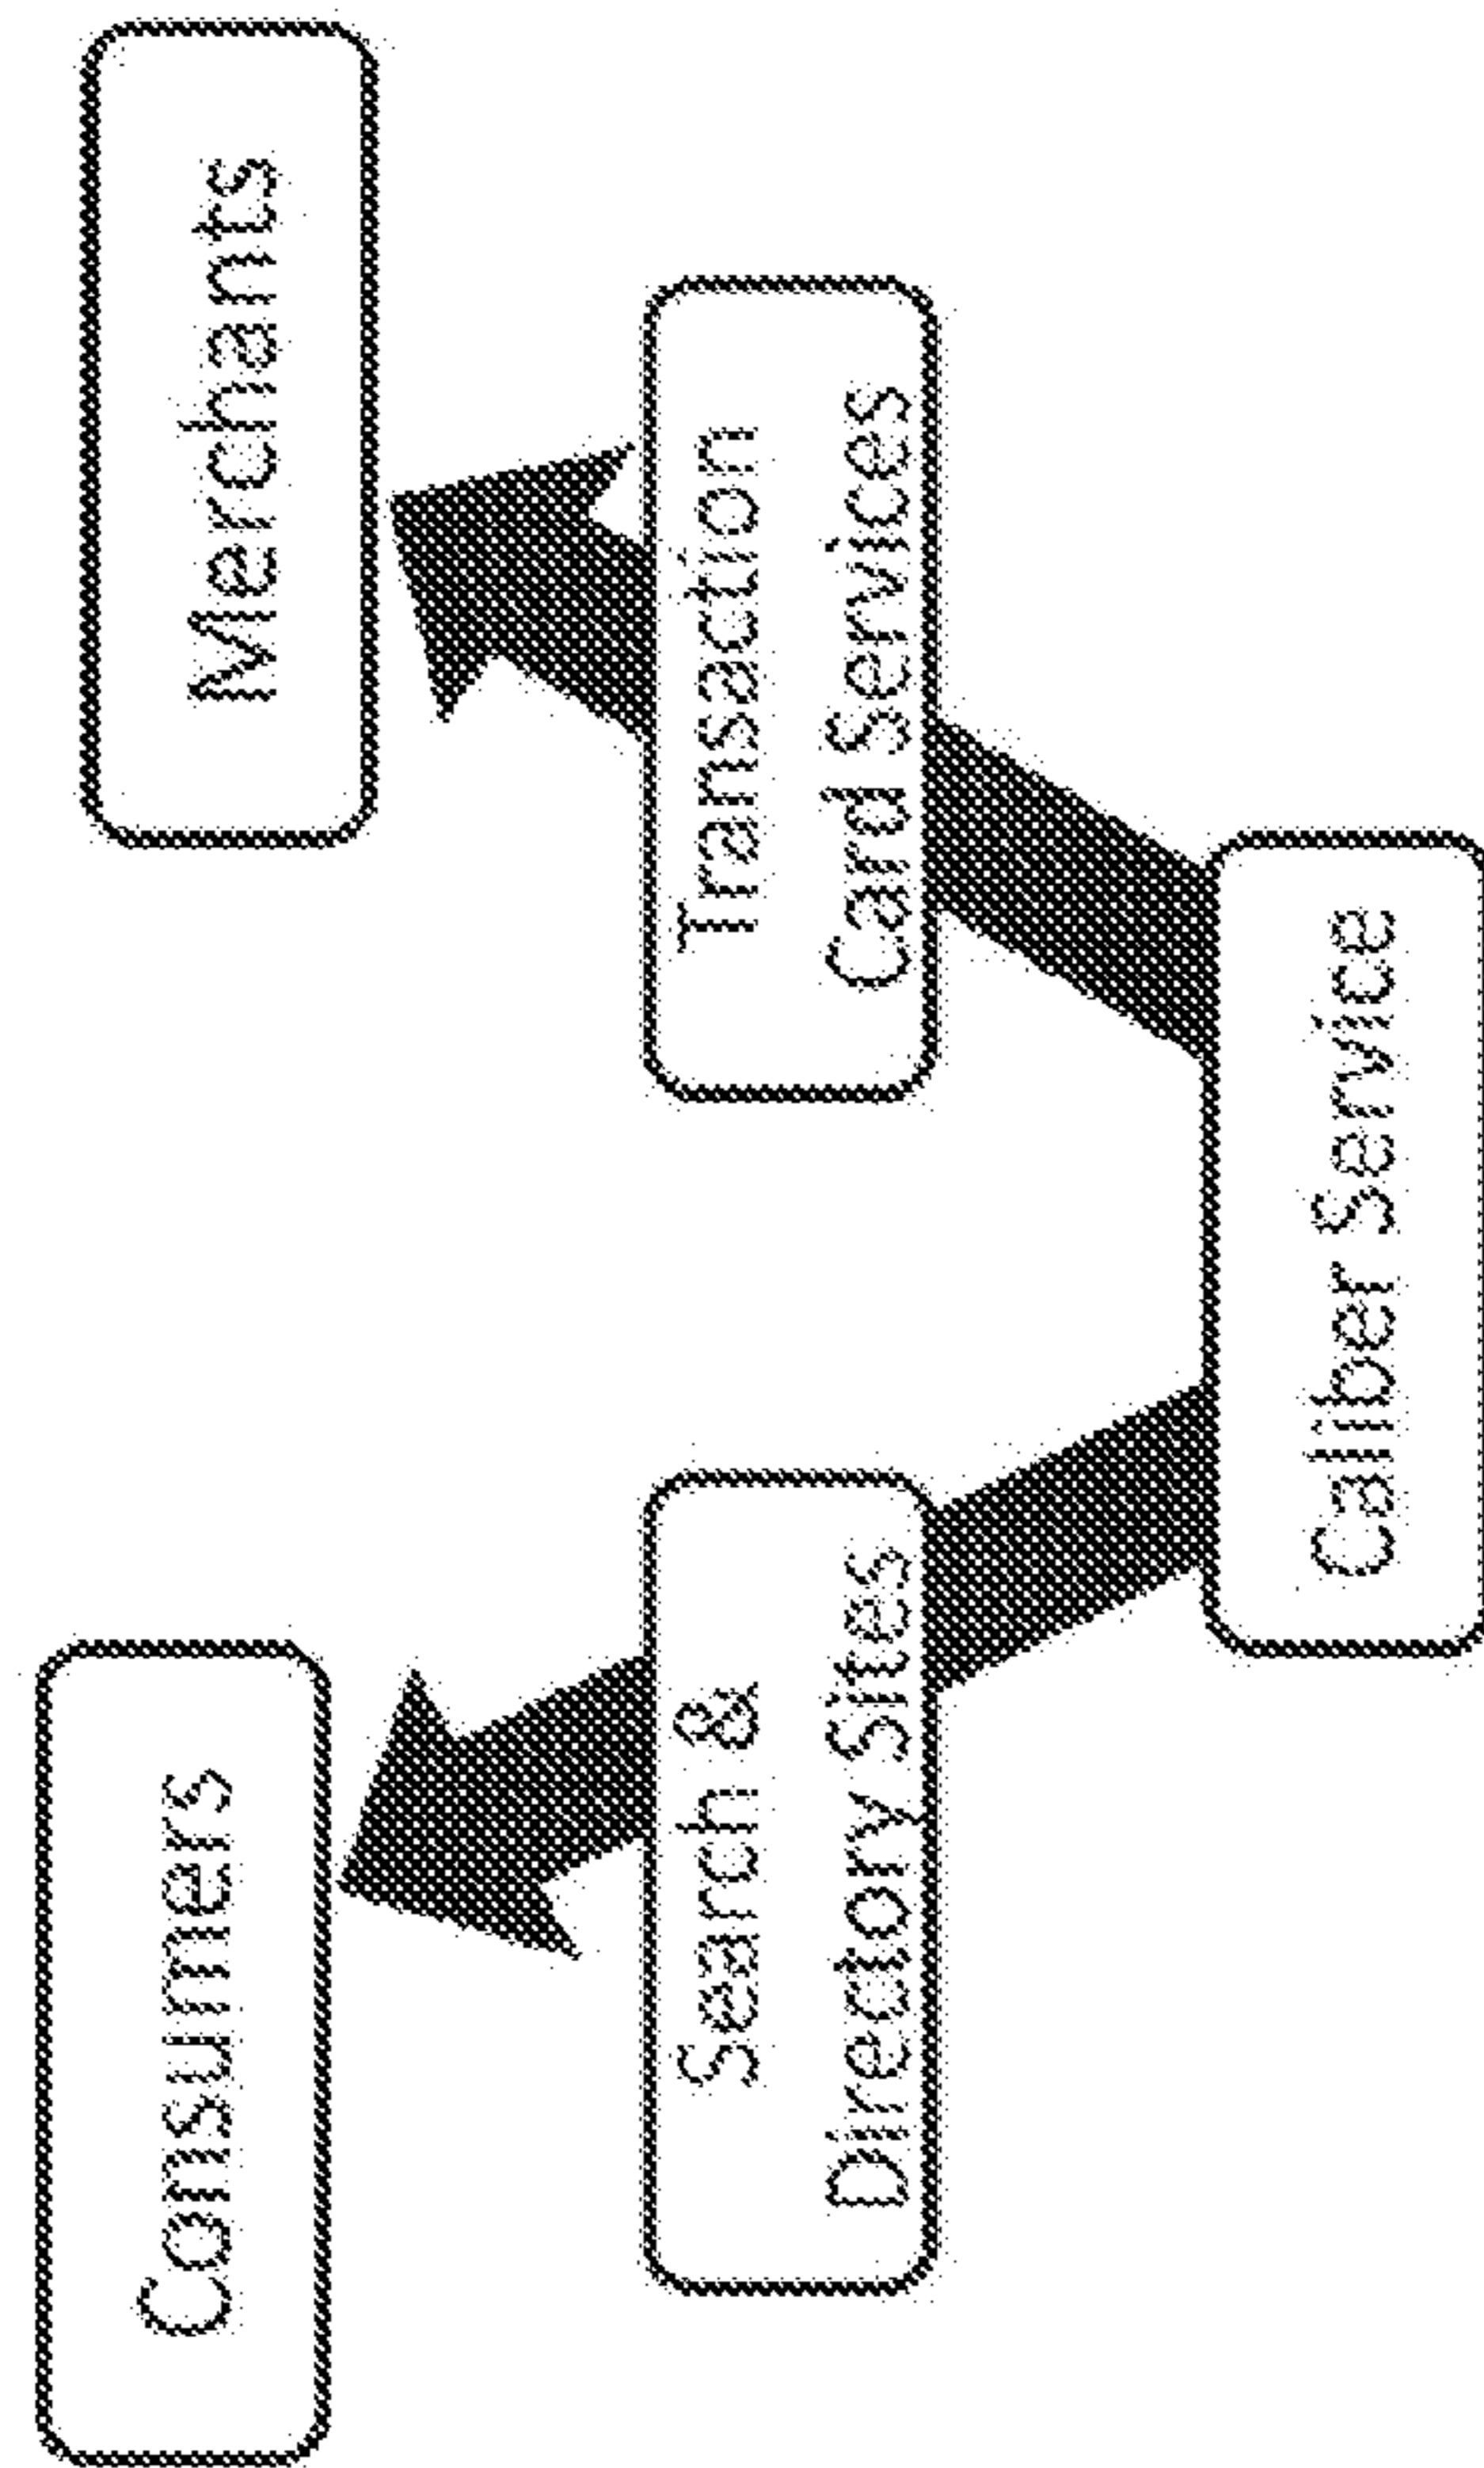 Consumers
Merchants
Search &
Directory Sites
Transaction
Card Services
Caliber Service